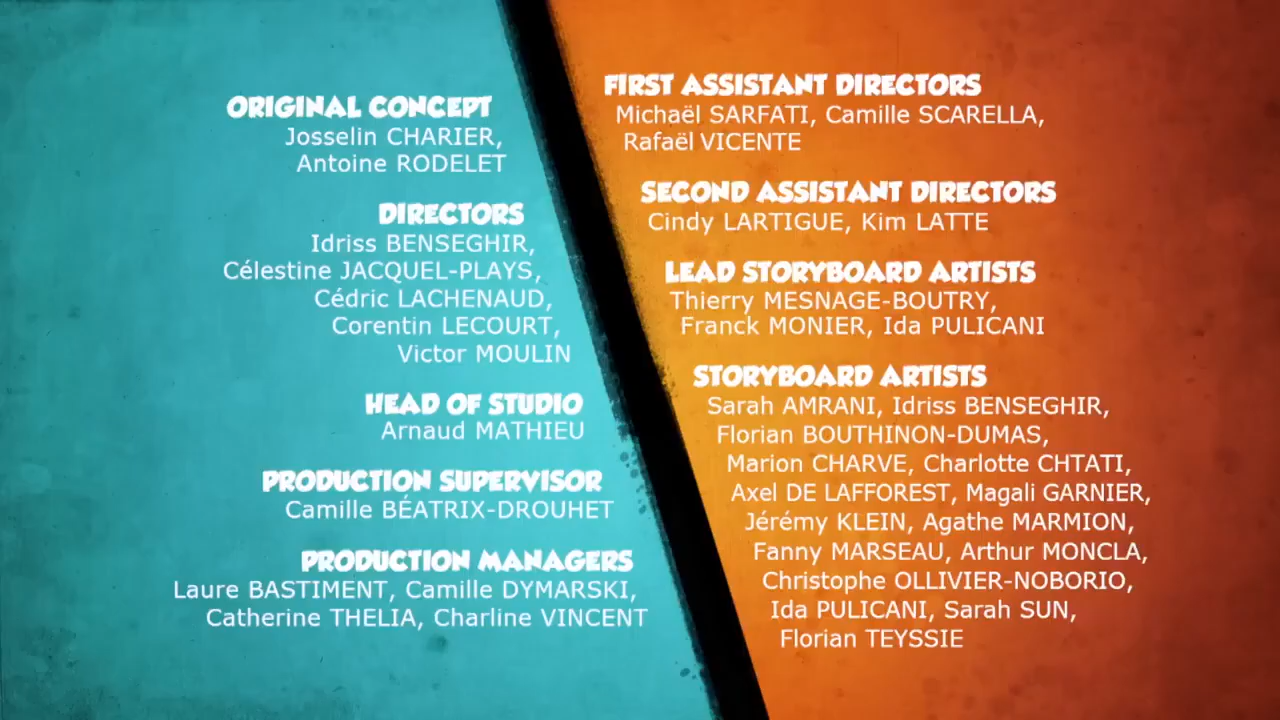 ORIGINAL CONCEPT
Josselin CHARIER,
Antoine RODELET
DIRECTORS
Idriss BENSEGHIR,
Célestine JACQUEL-PLAYS,
Cédric LACHENAUD,
Corentin LECOURT,
Victor MOULIN
HEAD OF STUDIO
Arnaud MATHIEU
PRODUCTION SUPERVISOR
Camille BÉATRIX-DROUHET
PRODUCTION MANAGERS
Laure BASTIMENT, Camille DYMARSKI,
Catherine THELIA, Charline VINCENT
FIRST ASSISTANT DIRECTORS
Michaël SARFATI, Camille SCARELLA,
Rafaël VICENTE
SECOND ASSISTANT DIRECTORS
Cindy LARTIGUE, Kim LATTE
LEAD STORYBOARD ARTISTS
Thierry MESNAGE-BOUTRY,
Franck MONIER, Ida PULICANI
STORYBOARD ARTISTS
Sarah AMRANI, Idriss BENSEGHIR,
Florian BOUTHINON-DUMAS,
Marion CHARVE, Charlotte CHTATI,
Axel DE LAFFOREST, Magali GARNIER,
Jérémy KLEIN, Agathe MARMION,
Fanny MARSEAU, Arthur MONCLA,
Christophe OLLIVIER-NOBORIO,
Ida PULICANI, Sarah SUN,
Florian TEYSSIE